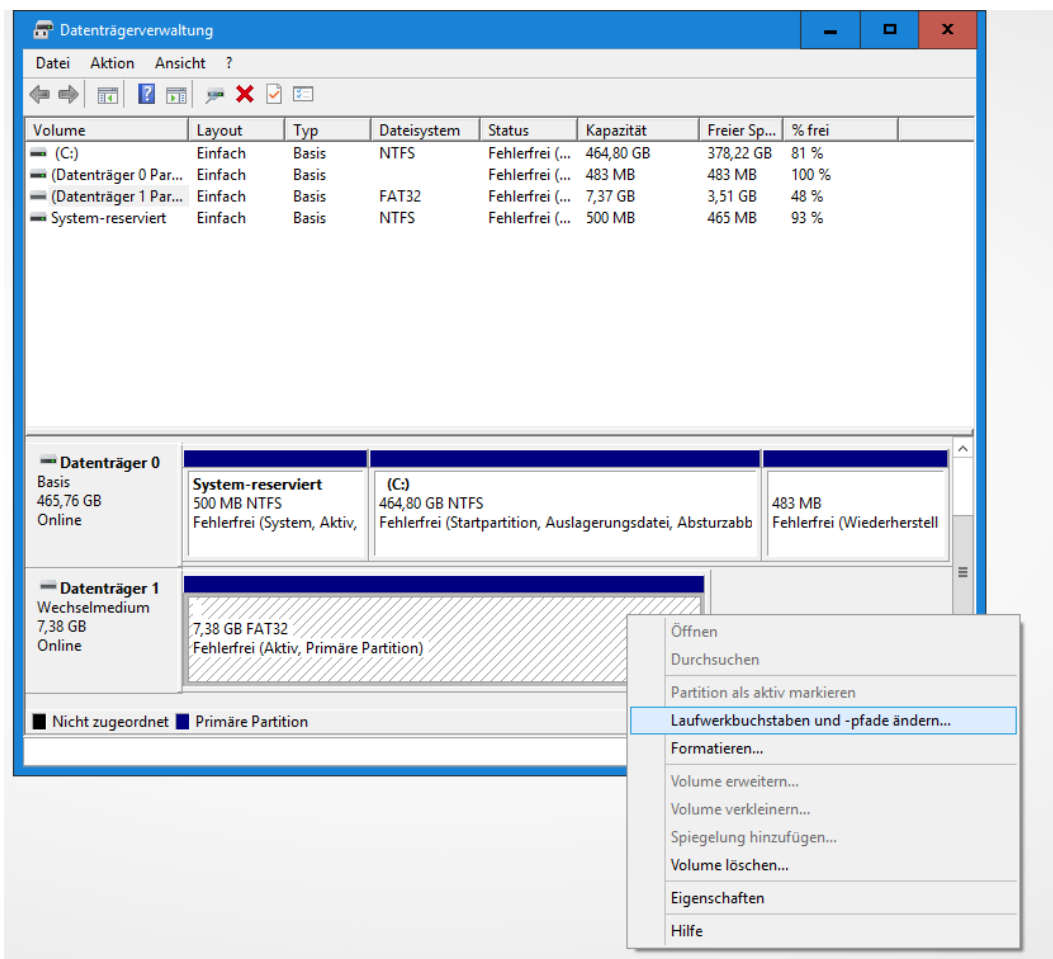 Datenträgerverwaltung
Datei Aktion Ansicht ?
Volume Layout Typ Dateisystem Status Kapazität Freier Sp... % frei
(C:) Einfach Basis NTFS Fehlerfrei (... 464,80 GB 378,22 GB 81 %
(Datenträger 0 Par... Einfach Basis Fehlerfrei (... 483 MB 483 MB 100 %
(Datenträger 1 Par... Einfach Basis FAT32 Fehlerfrei (... 7,37 GB 3,51 GB 48 %
System-reserviert Einfach Basis NTFS Fehlerfrei (... 500 MB 465 MB 93 %
Datenträger 0
Basis
465,76 GB
Online
System-reserviert
500 MB NTFS
Fehlerfrei (System, Aktiv,
(C:)
464,80 GB NTFS
Fehlerfrei (Startpartition, Auslagerungsdatei, Absturzabb
483 MB
Fehlerfrei (Wiederherstell
Datenträger 1
Wechselmedium
7,38 GB
Online
7,38 GB FAT32
Fehlerfrei (Aktiv, Primäre Partition)
Nicht zugeordnet Primäre Partition
Öffnen
Durchsuchen
Partition als aktiv markieren
Laufwerkbuchstaben und -pfade ändern...
Formatieren...
Volume erweitern...
Volume verkleinern...
Spiegelung hinzufügen...
Volume löschen...
Eigenschaften
Hilfe